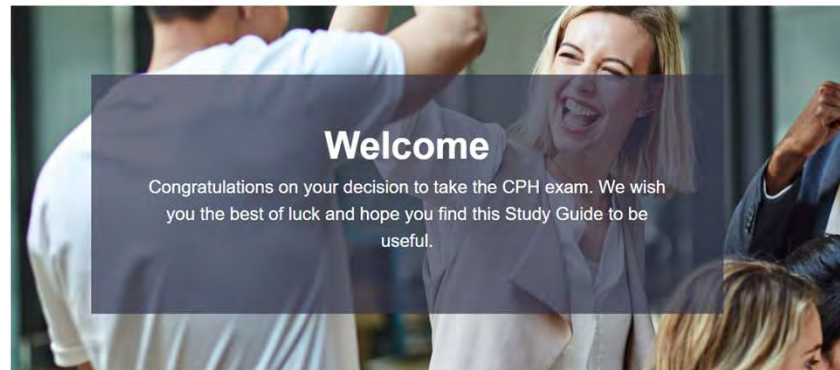 Welcome
Congratulations on your decision to take the CPH exam. We wish
you the best of luck and hope you find this Study Guide to be
useful.